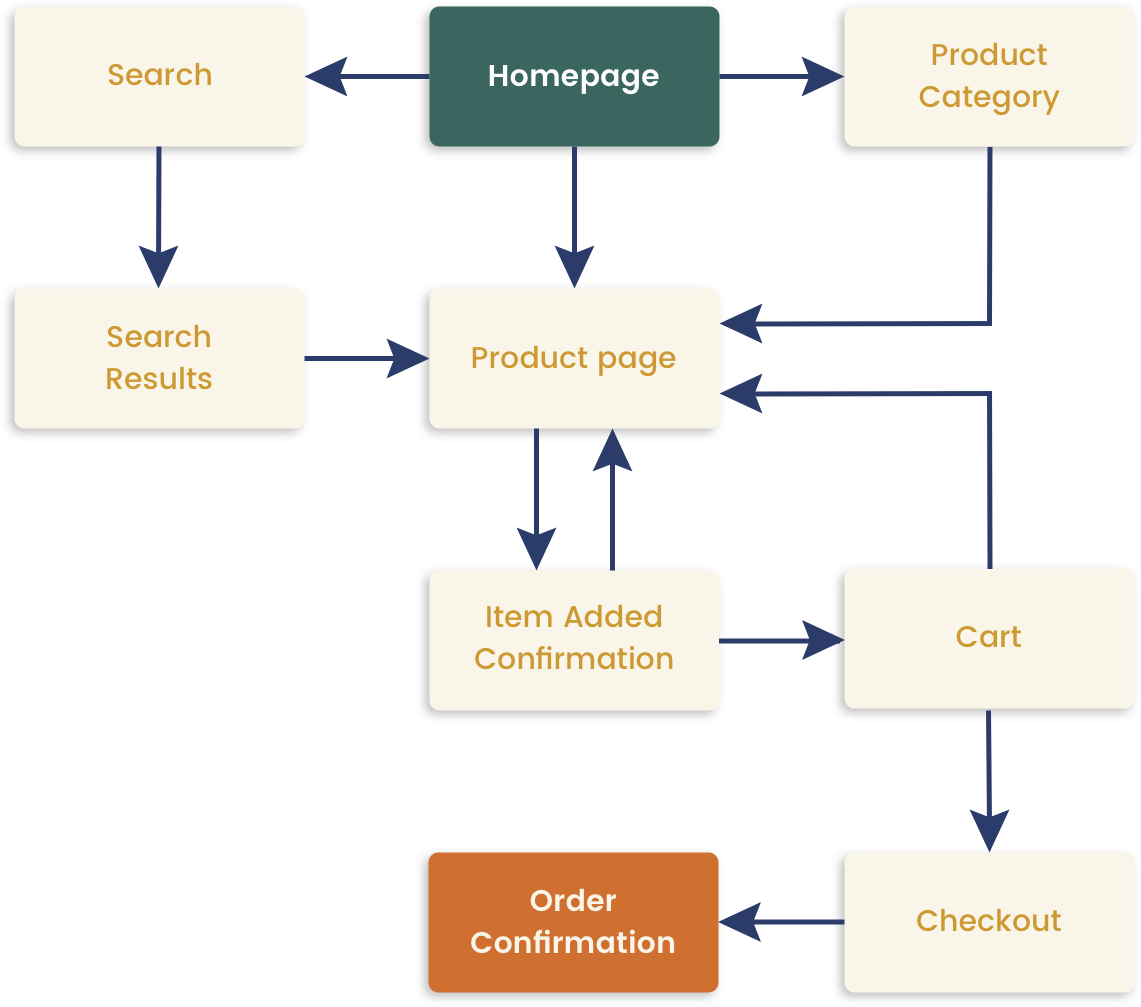 Search
Homepage
Product
Category
Search
Results
Product page
Item Added
Confirmation
Cart
Order
Confirmation
Checkout